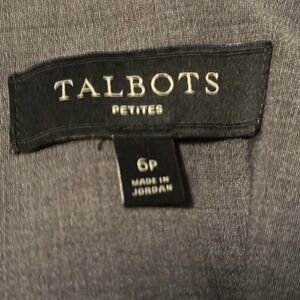 TALBOTS
PETITES
6P
MADE IN
JORDAN